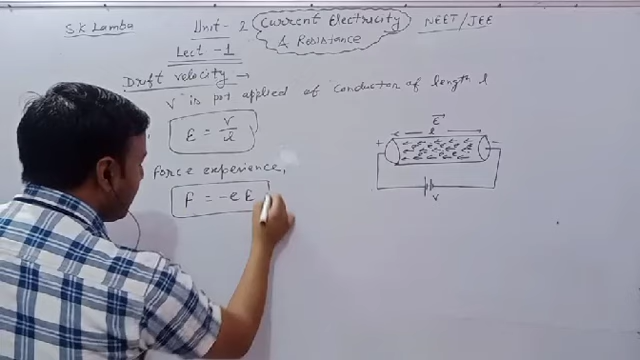 S.K Lamba
Unit - 2
Current Electricity
& Resistance
NEET/JEE
Lect - 1
Drift velocity →
V is pot applied of conductor of length l
E = V/l
Force experience,
F = -eE
E
l
+
-
V